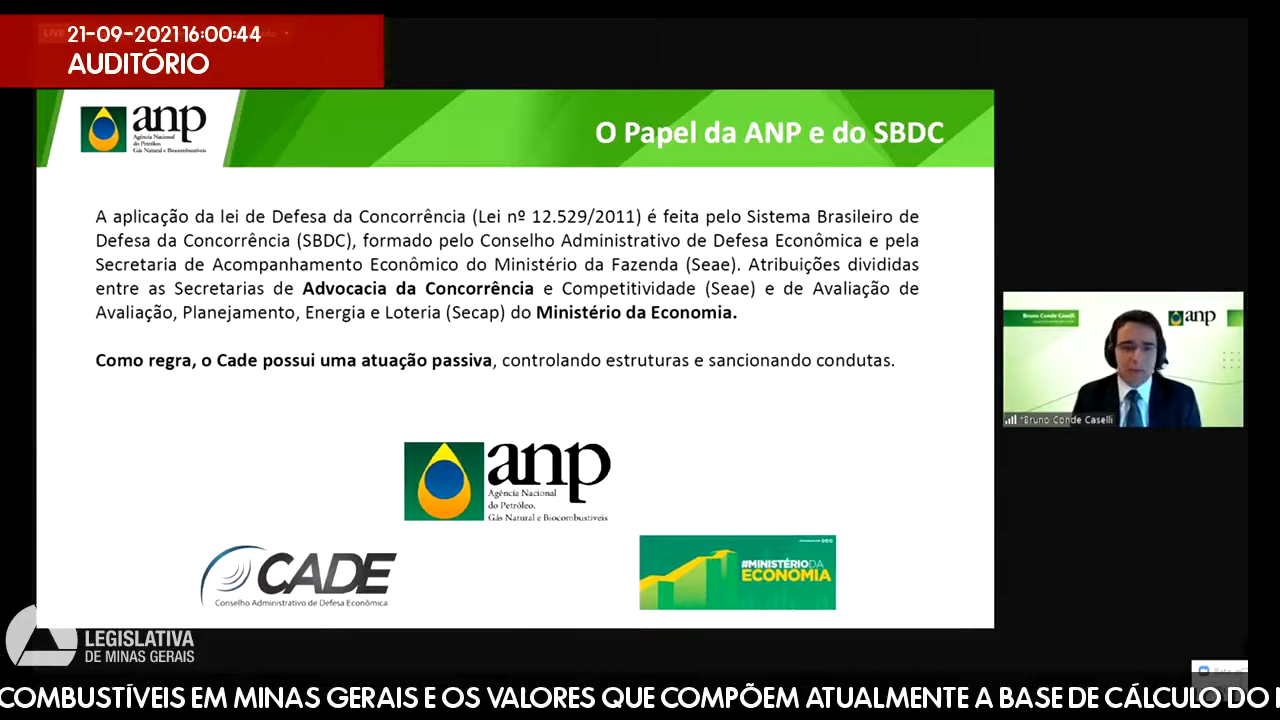 21-09-2021 16:00:44
AUDITÓRIO
anp
Agência Nacional
do Petróleo,
Gás Natural e Biocombustíveis
O Papel da ANP e do SBDC
A aplicação da lei de Defesa da Concorrência (Lei nº 12.529/2011) é feita pelo Sistema Brasileiro de
Defesa da Concorrência (SBDC), formado pelo Conselho Administrativo de Defesa Econômica e pela
Secretaria de Acompanhamento Econômico do Ministério da Fazenda (Seae). Atribuições divididas
entre as Secretarias de Advocacia da Concorrência e Competitividade (Seae) e de Avaliação de
Avaliação, Planejamento, Energia e Loteria (Secap) do Ministério da Economia.
Como regra, o Cade possui uma atuação passiva, controlando estruturas e sancionando condutas.
Bruno Conde Caselli
anp
*Bruno Conde Caselli
anp
Agência Nacional
do Petróleo,
Gás Natural e Biocombustíveis
CADE
Conselho Administrativo de Defesa Econômica
#MINISTÉRIODA
ECONOMIA
LEGISLATIVA
DE MINAS GERAIS
COMBUSTÍVEIS EM MINAS GERAIS E OS VALORES QUE COMPÕEM ATUALMENTE A BASE DE CÁLCULO DO